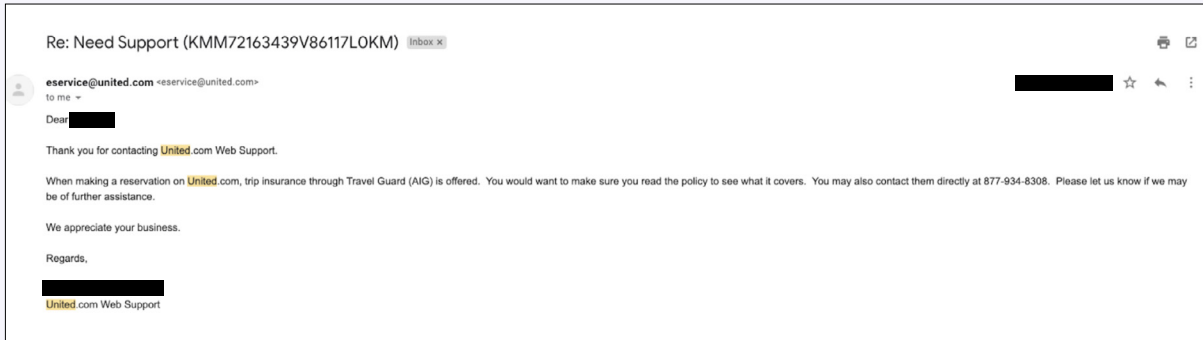 Re: Need Support (KMM72163439V86117L0KM) Inbox x
eservice@united.com <eservice@united.com>
to me
Dear
Thank you for contacting United.com Web Support.
When making a reservation on United.com, trip insurance through Travel Guard (AIG) is offered. You would want to make sure you read the policy to see what it covers. You may also contact them directly at 877-934-8308. Please let us know if we may
be of further assistance.
We appreciate your business.
Regards,
United.com Web Support